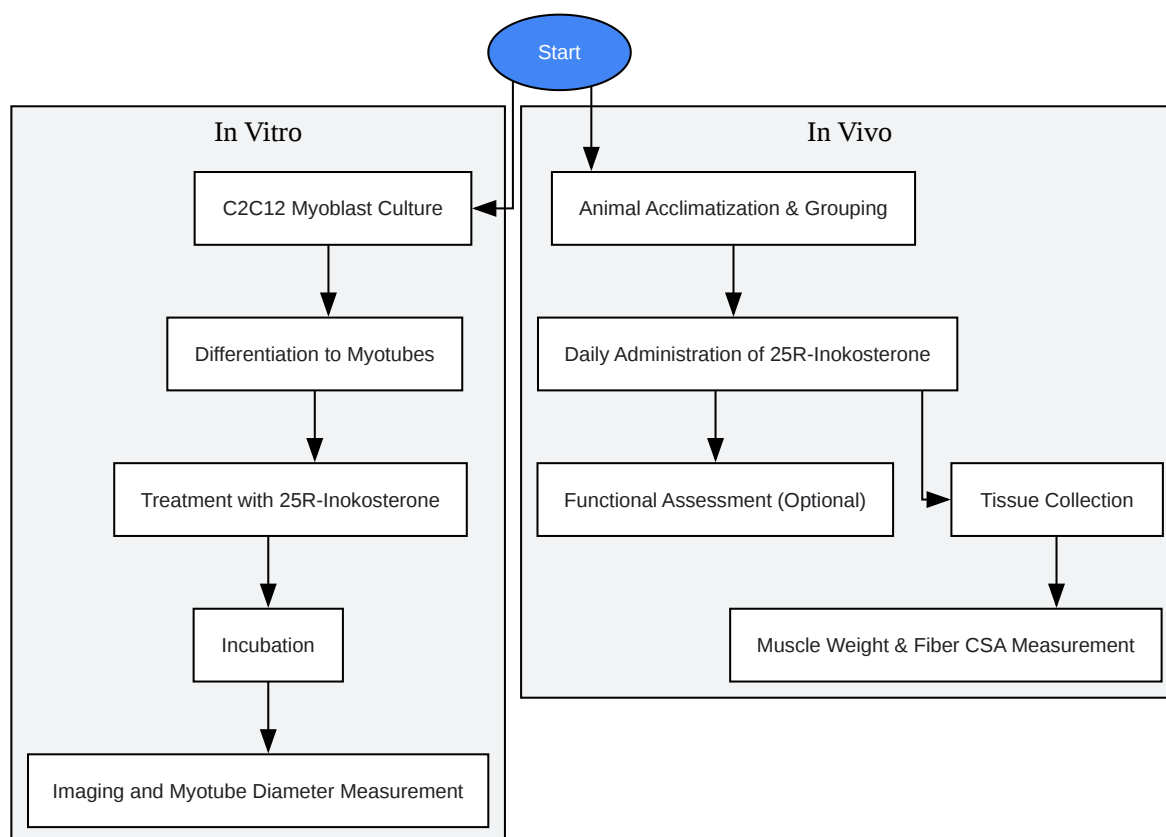 Start
In Vitro
C2C12 Myoblast Culture
Differentiation to Myotubes
Treatment with 25R-Inokosterone
Incubation
Imaging and Myotube Diameter Measurement
In Vivo
Animal Acclimatization & Grouping
Daily Administration of 25R-Inokosterone
Functional Assessment (Optional)
Tissue Collection
Muscle Weight & Fiber CSA Measurement